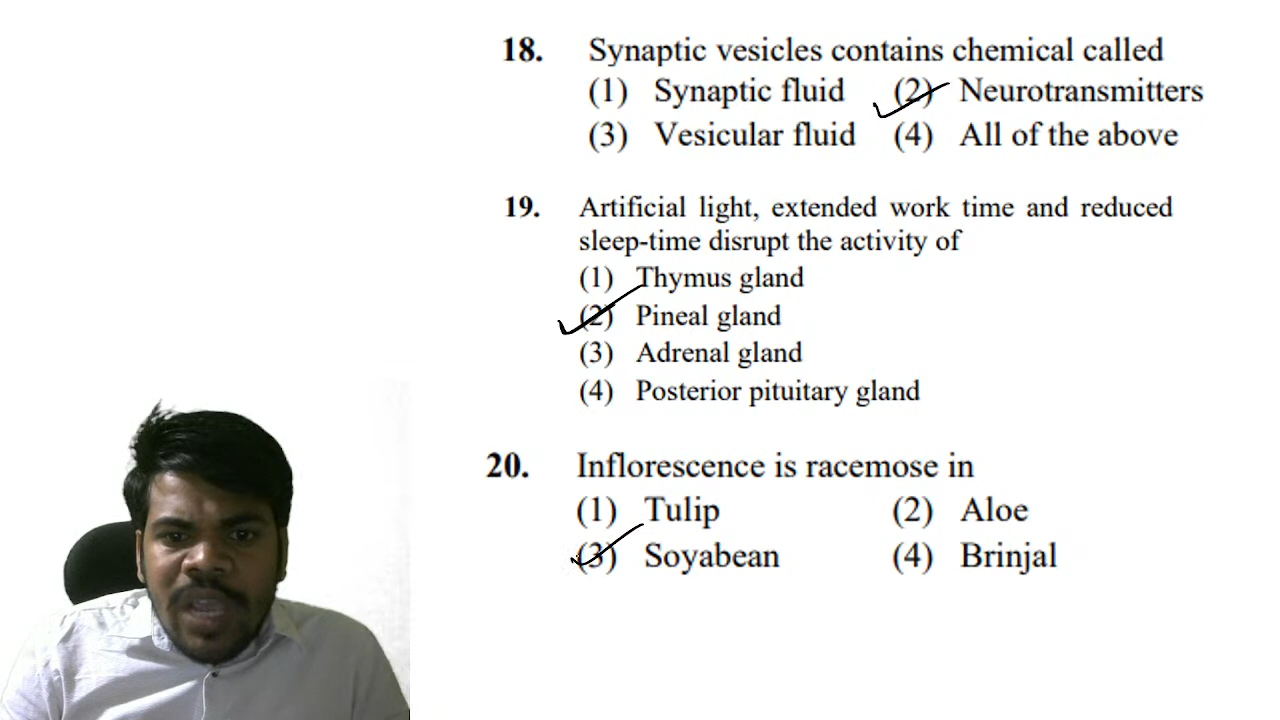 18. Synaptic vesicles contains chemical called
(1) Synaptic fluid (2) Neurotransmitters
(3) Vesicular fluid (4) All of the above
19. Artificial light, extended work time and reduced
sleep-time disrupt the activity of
(1) Thymus gland
(2) Pineal gland
(3) Adrenal gland
(4) Posterior pituitary gland
20. Inflorescence is racemose in
(1) Tulip (2) Aloe
(3) Soyabean (4) Brinjal